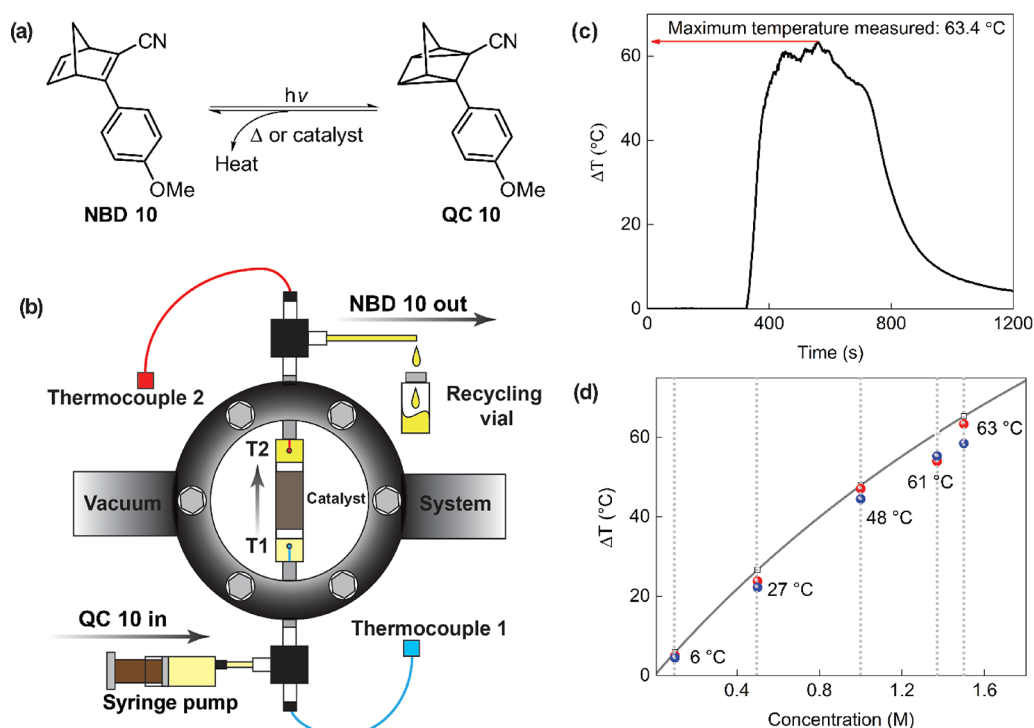 (a)
CN
OMe
NBD 10
hν
Δ or catalyst
Heat
CN
OMe
QC 10
(b)
NBD 10 out
Thermocouple 2
Recycling
vial
T2
Vacuum
Catalyst
System
T1
QC 10 in
Thermocouple 1
Syringe pump
(c)
Maximum temperature measured: 63.4 °C
60
40
20
0
ΔT (°C)
0
400
800
1200
Time (s)
(d)
60
40
20
0
ΔT (°C)
63 °C
61 °C
48 °C
27 °C
6 °C
0.4
0.8
1.2
1.6
Concentration (M)